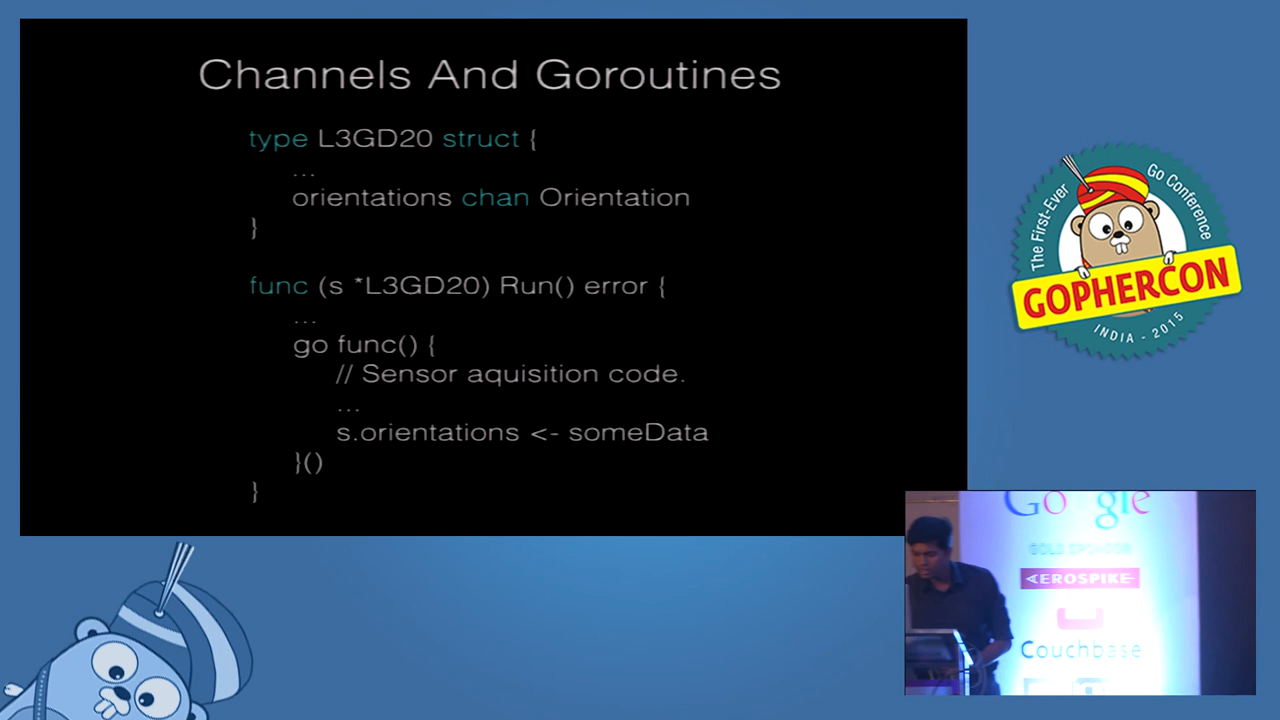 Channels And Goroutines
type L3GD20 struct {
...
orientations chan Orientation
}
func (s *L3GD20) Run() error {
...
go func() {
// Sensor aquisition code.
...
s.orientations <- someData
}()
}
The First-Ever
Go Conference
GOPHERCON
INDIA - 2015
Google
GOLD SPONSOR
AEROSPIKE
Couchbase